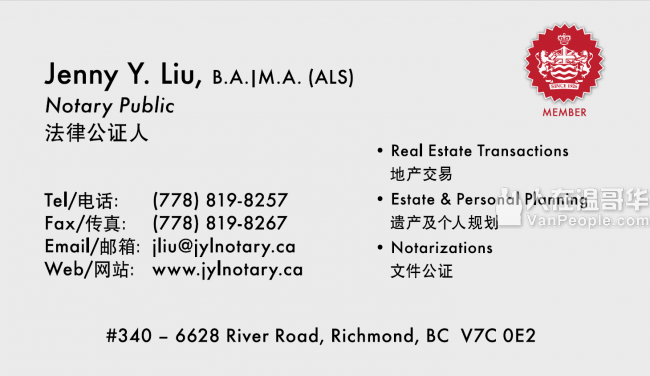 Jenny Y. Liu, B.A.|M.A. (ALS)
Notary Public
法律公证人
SINCE 1926
MEMBER
Tel/电话: (778) 819-8257
Fax/传真: (778) 819-8267
Email/邮箱: jliu@jylnotary.ca
Web/网站: www.jylnotary.ca
• Real Estate Transactions
地产交易
• Estate & Personal Planning
遗产及个人规划
• Notarizations
文件公证
人在温哥华
VanPeople.com
#340 – 6628 River Road, Richmond, BC V7C 0E2